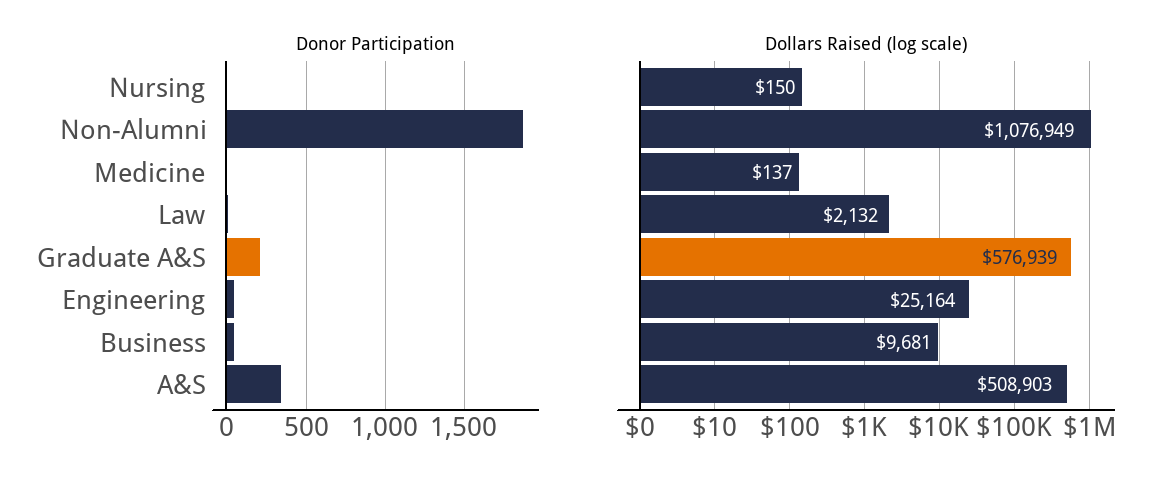 Donor Participation
Dollars Raised (log scale)
Nursing
$150
Non-Alumni
$1,076,949
Medicine
$137
Law
$2,132
Graduate A&S
$576,939
Engineering
$25,164
Business
$9,681
A&S
$508,903
0 500 1,000 1,500
$0 $10 $100 $1K $10K $100K $1M